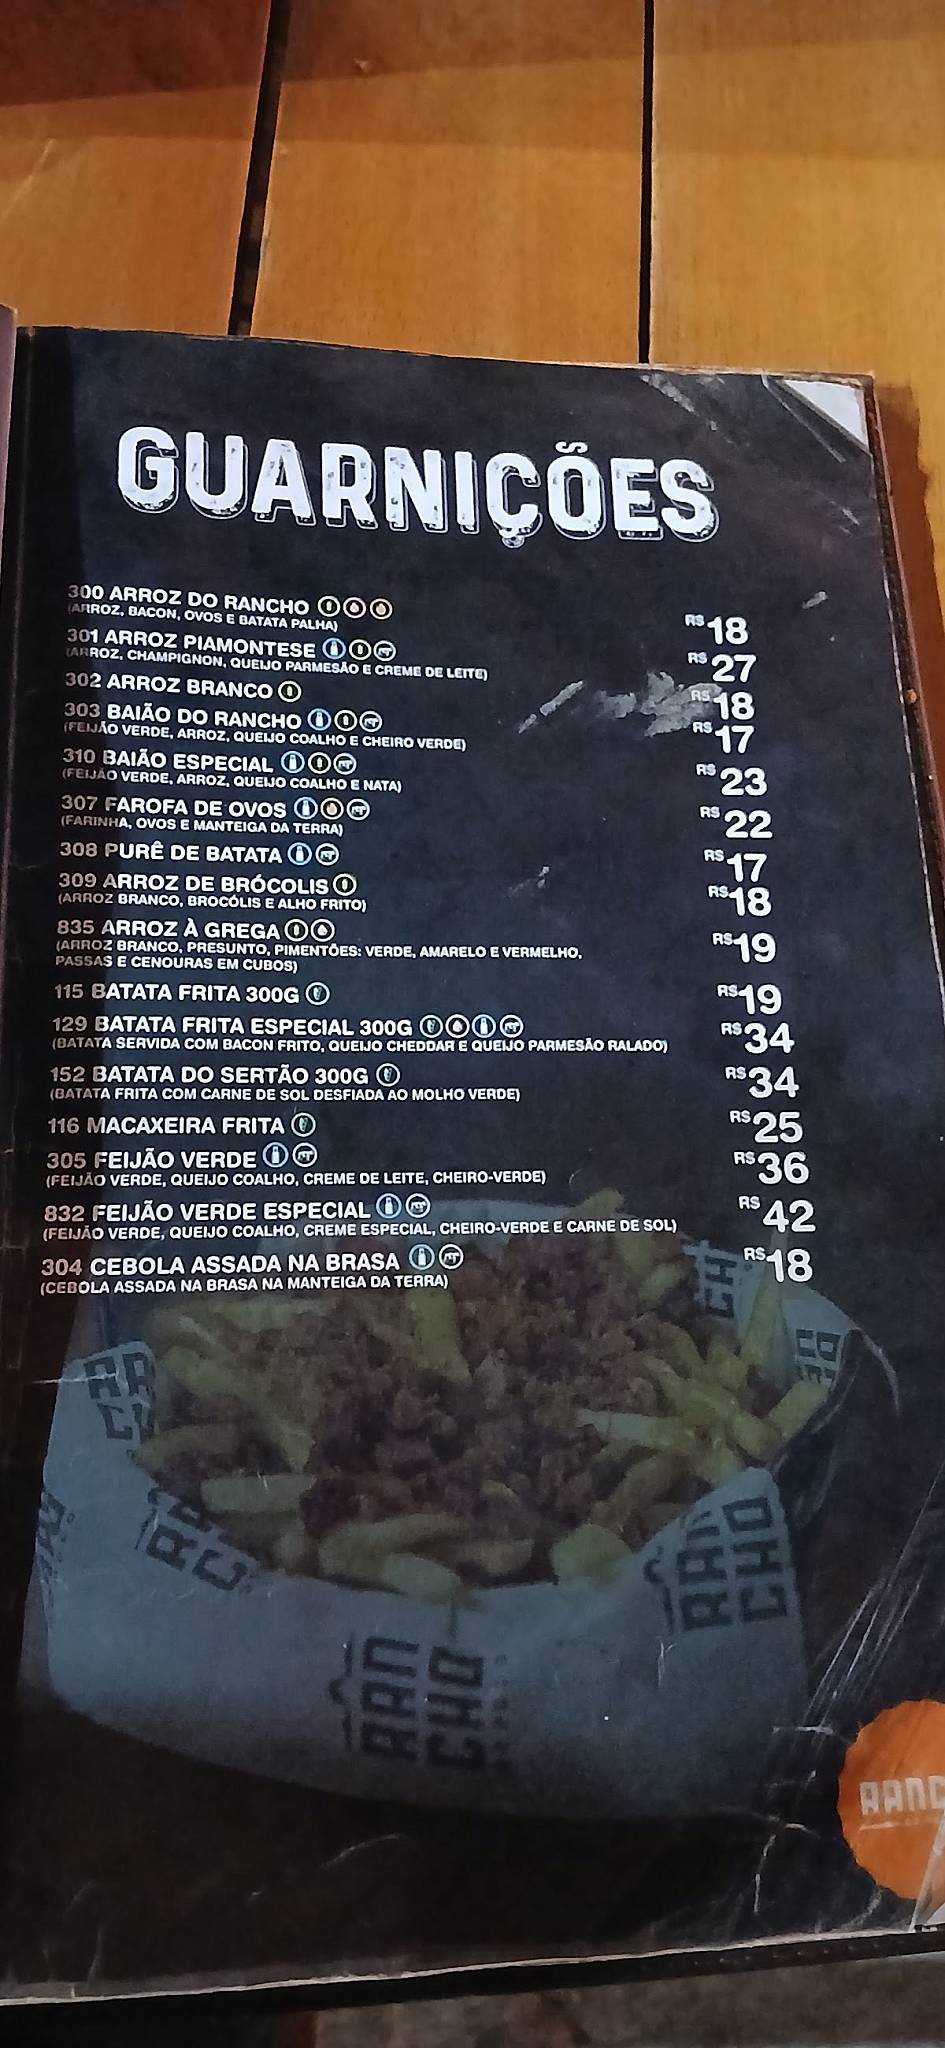 GUARNIÇÕES
300 ARROZ DO RANCHO R$ 18
(ARROZ, BACON, OVOS E BATATA PALHA)
301 ARROZ PIAMONTESE R$ 27
(ARROZ, CHAMPIGNON, QUEIJO PARMESÃO E CREME DE LEITE)
302 ARROZ BRANCO R$ 18
303 BAIÃO DO RANCHO R$ 17
(FEIJÃO VERDE, ARROZ, QUEIJO COALHO E CHEIRO VERDE)
310 BAIÃO ESPECIAL R$ 23
(FEIJÃO VERDE, ARROZ, QUEIJO COALHO E NATA)
307 FAROFA DE OVOS R$ 22
(FARINHA, OVOS E MANTEIGA DA TERRA)
308 PURÊ DE BATATA R$ 17
309 ARROZ DE BRÓCOLIS R$ 18
(ARROZ BRANCO, BROCÓLIS E ALHO FRITO)
835 ARROZ À GREGA R$ 19
(ARROZ BRANCO, PRESUNTO, PIMENTÕES: VERDE, AMARELO E VERMELHO,
PASSAS E CENOURAS EM CUBOS)
115 BATATA FRITA 300G R$ 19
129 BATATA FRITA ESPECIAL 300G R$ 34
(BATATA SERVIDA COM BACON FRITO, QUEIJO CHEDDAR E QUEIJO PARMESÃO RALADO)
152 BATATA DO SERTÃO 300G R$ 34
(BATATA FRITA COM CARNE DE SOL DESFIADA AO MOLHO VERDE)
116 MACAXEIRA FRITA R$ 25
305 FEIJÃO VERDE R$ 36
(FEIJÃO VERDE, QUEIJO COALHO, CREME DE LEITE, CHEIRO-VERDE)
832 FEIJÃO VERDE ESPECIAL R$ 42
(FEIJÃO VERDE, QUEIJO COALHO, CREME ESPECIAL, CHEIRO-VERDE E CARNE DE SOL)
304 CEBOLA ASSADA NA BRASA R$ 18
(CEBOLA ASSADA NA BRASA NA MANTEIGA DA TERRA)
RAN
CHO
RAN
CHO